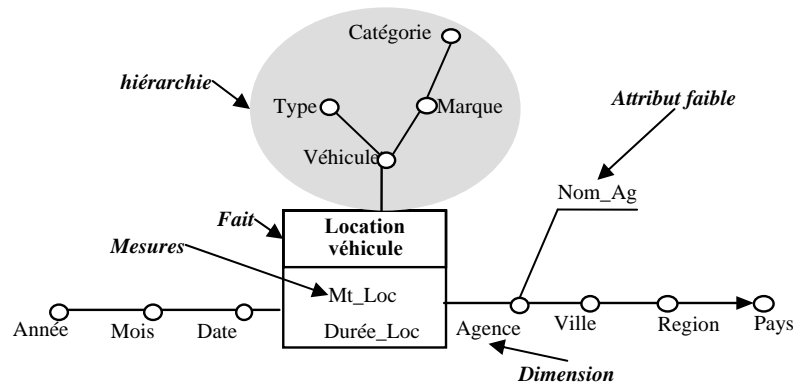 Catégorie
hiérarchie
Type
Marque
Attribut faible
Véhicule
Nom_Ag
Fait
Location
véhicule
Mesures
Mt_Loc
Durée_Loc
Année
Mois
Date
Agence
Ville
Region
Pays
Dimension